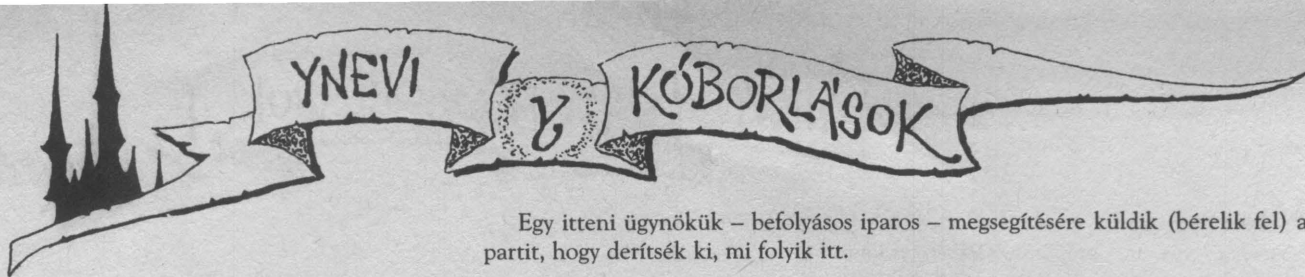 YNEVI Y KÓBORLÁSOK
Egy itteni ügynökük – befolyásos iparos – megsegítésére küldik (bérelik fel) a
partit, hogy derítsék ki, mi folyik itt.